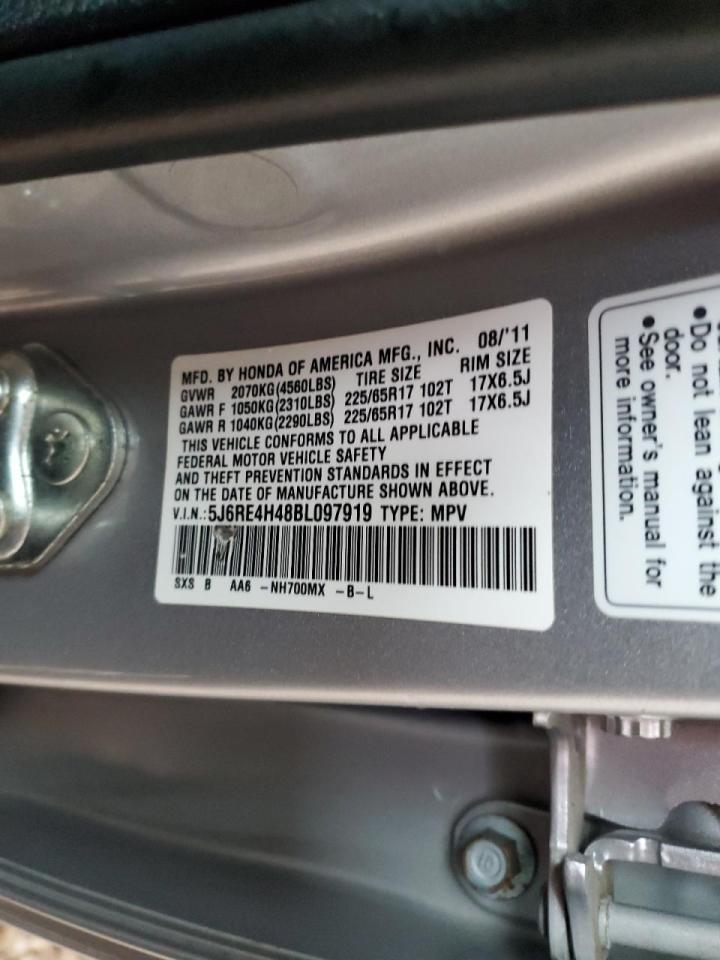 MFD. BY HONDA OF AMERICA MFG., INC. 08/'11
GVWR 2070KG(4560LBS) TIRE SIZE RIM SIZE
GAWR F 1050KG(2310LBS) 225/65R17 102T 17X6.5J
GAWR R 1040KG(2290LBS) 225/65R17 102T 17X6.5J
THIS VEHICLE CONFORMS TO ALL APPLICABLE
FEDERAL MOTOR VEHICLE SAFETY
AND THEFT PREVENTION STANDARDS IN EFFECT
ON THE DATE OF MANUFACTURE SHOWN ABOVE.
V.I.N.:5J6RE4H48BL097919 TYPE: MPV
SXS B AA6 -NH700MX -B-L
•Do not lean against the
door.
•See owner's manual for
more information.